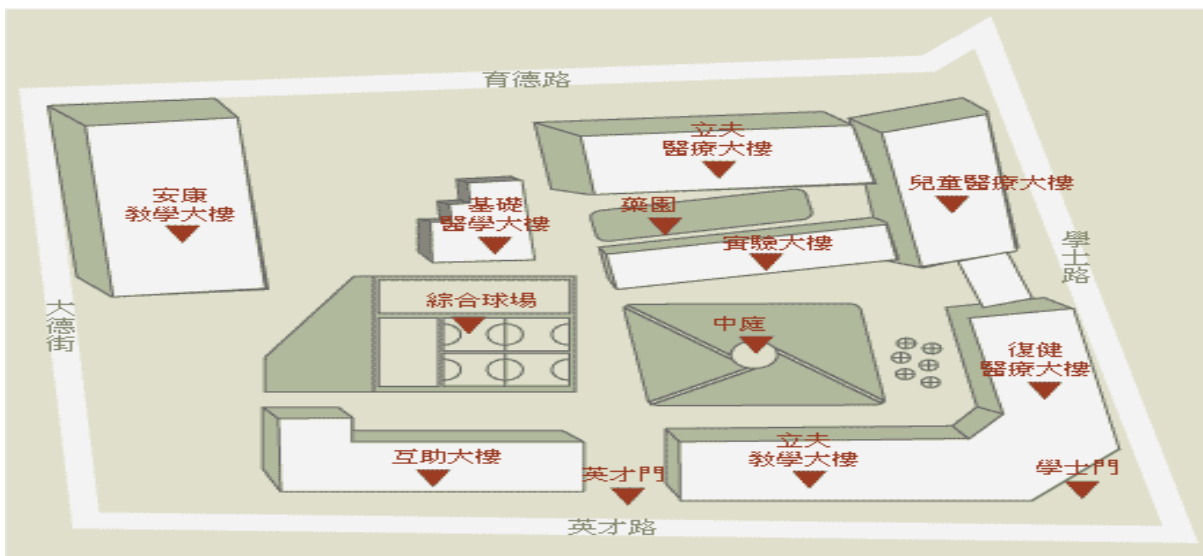 育德路
立夫
醫療大樓
兒童醫療大樓
安康
教學大樓
基礎
醫學大樓
藥園
實驗大樓
學士路
大德街
綜合球場
中庭
復健
醫療大樓
互助大樓
英才門
立夫
教學大樓
學士門
英才路